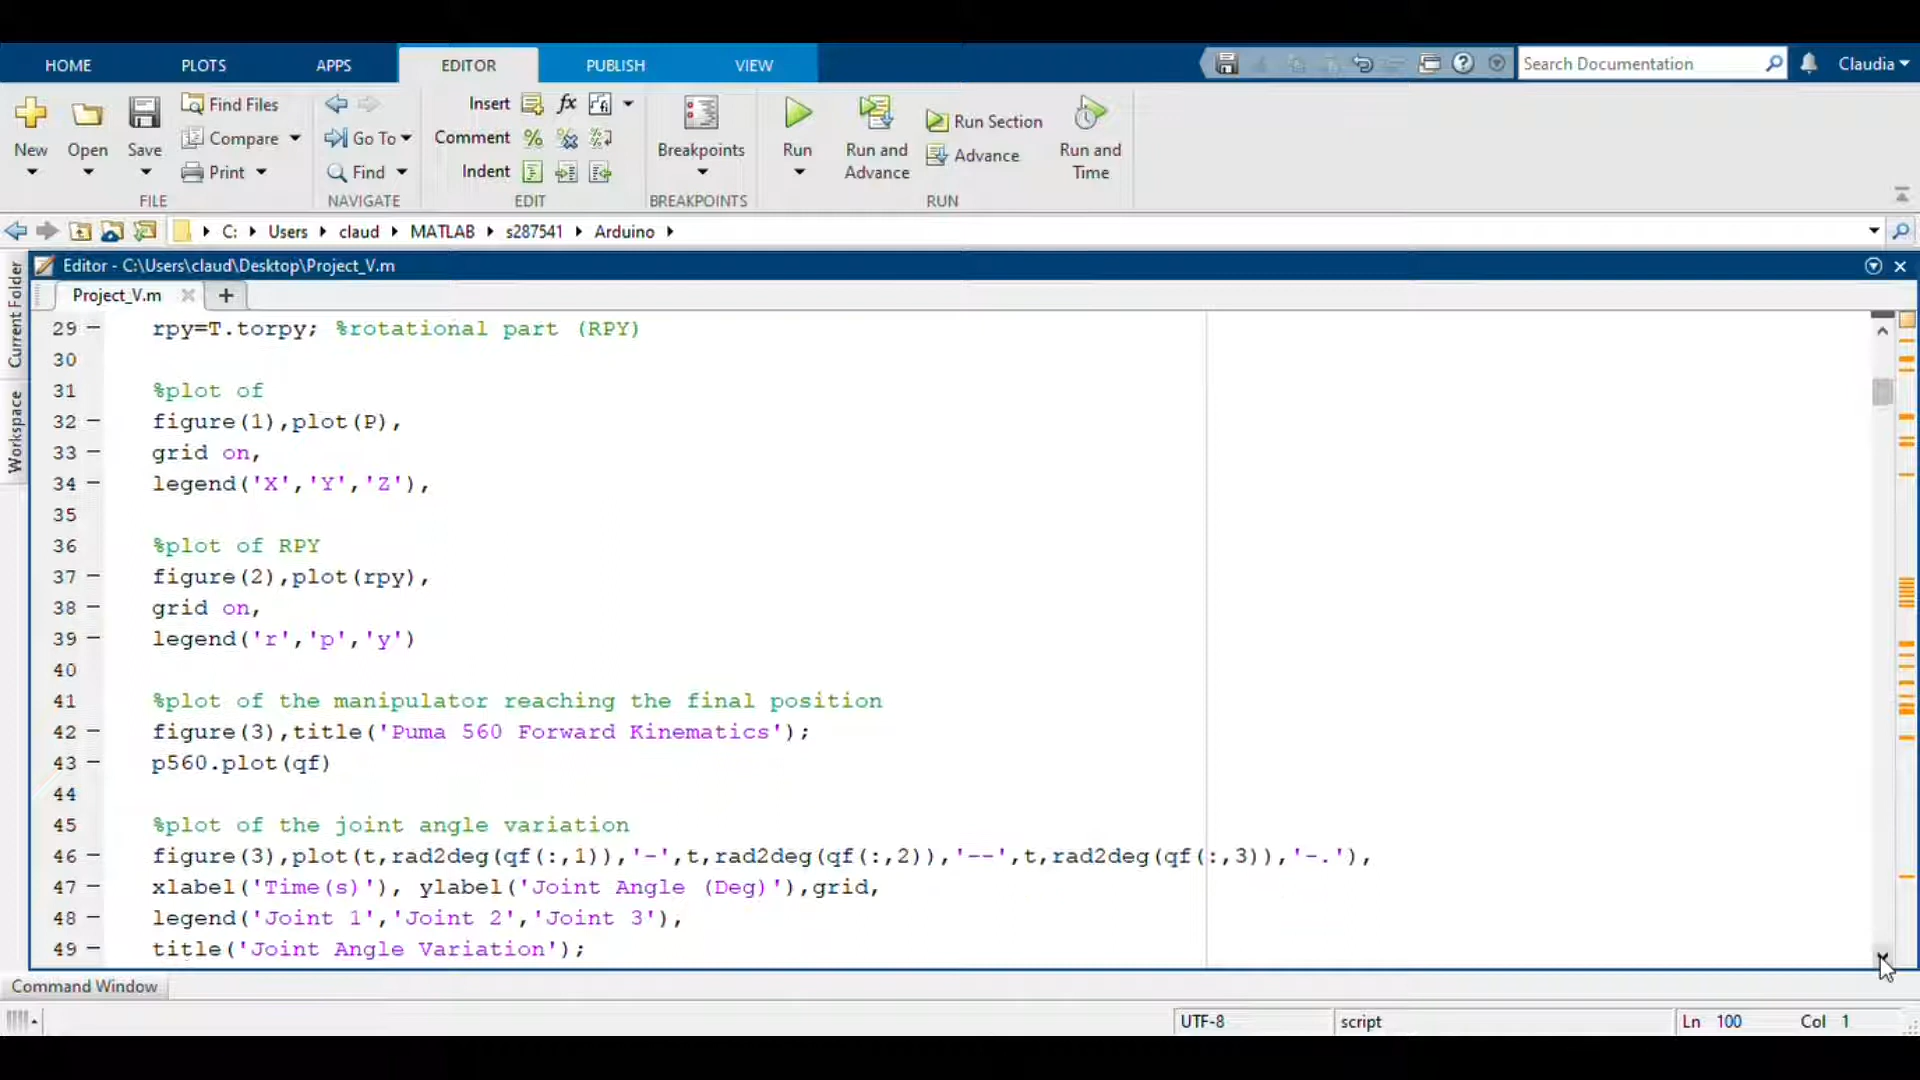 HOME PLOTS APPS EDITOR PUBLISH VIEW Search Documentation Claudia
New Open Save Find Files Compare Print FILE
Go To Find NAVIGATE
Insert fx Comment Indent EDIT
Breakpoints BREAKPOINTS
Run Run and Advance Run Section Advance Run and Time RUN
C: Users claud MATLAB s287541 Arduino
Current Folder
Workspace
Editor - C:\Users\claud\Desktop\Project_V.m
Project_V.m
29 rpy=T.torpy; %rotational part (RPY)
30
31 %plot of
32 figure(1),plot(P),
33 grid on,
34 legend('X','Y','Z'),
35
36 %plot of RPY
37 figure(2),plot(rpy),
38 grid on,
39 legend('r','p','y')
40
41 %plot of the manipulator reaching the final position
42 figure(3),title('Puma 560 Forward Kinematics');
43 p560.plot(qf)
44
45 %plot of the joint angle variation
46 figure(3),plot(t,rad2deg(qf(:,1)),'-',t,rad2deg(qf(:,2)),'--',t,rad2deg(qf(:,3)),'-.'),
47 xlabel('Time(s)'), ylabel('Joint Angle (Deg)'),grid,
48 legend('Joint 1','Joint 2','Joint 3'),
49 title('Joint Angle Variation');
Command Window
UTF-8 script Ln 100 Col 1